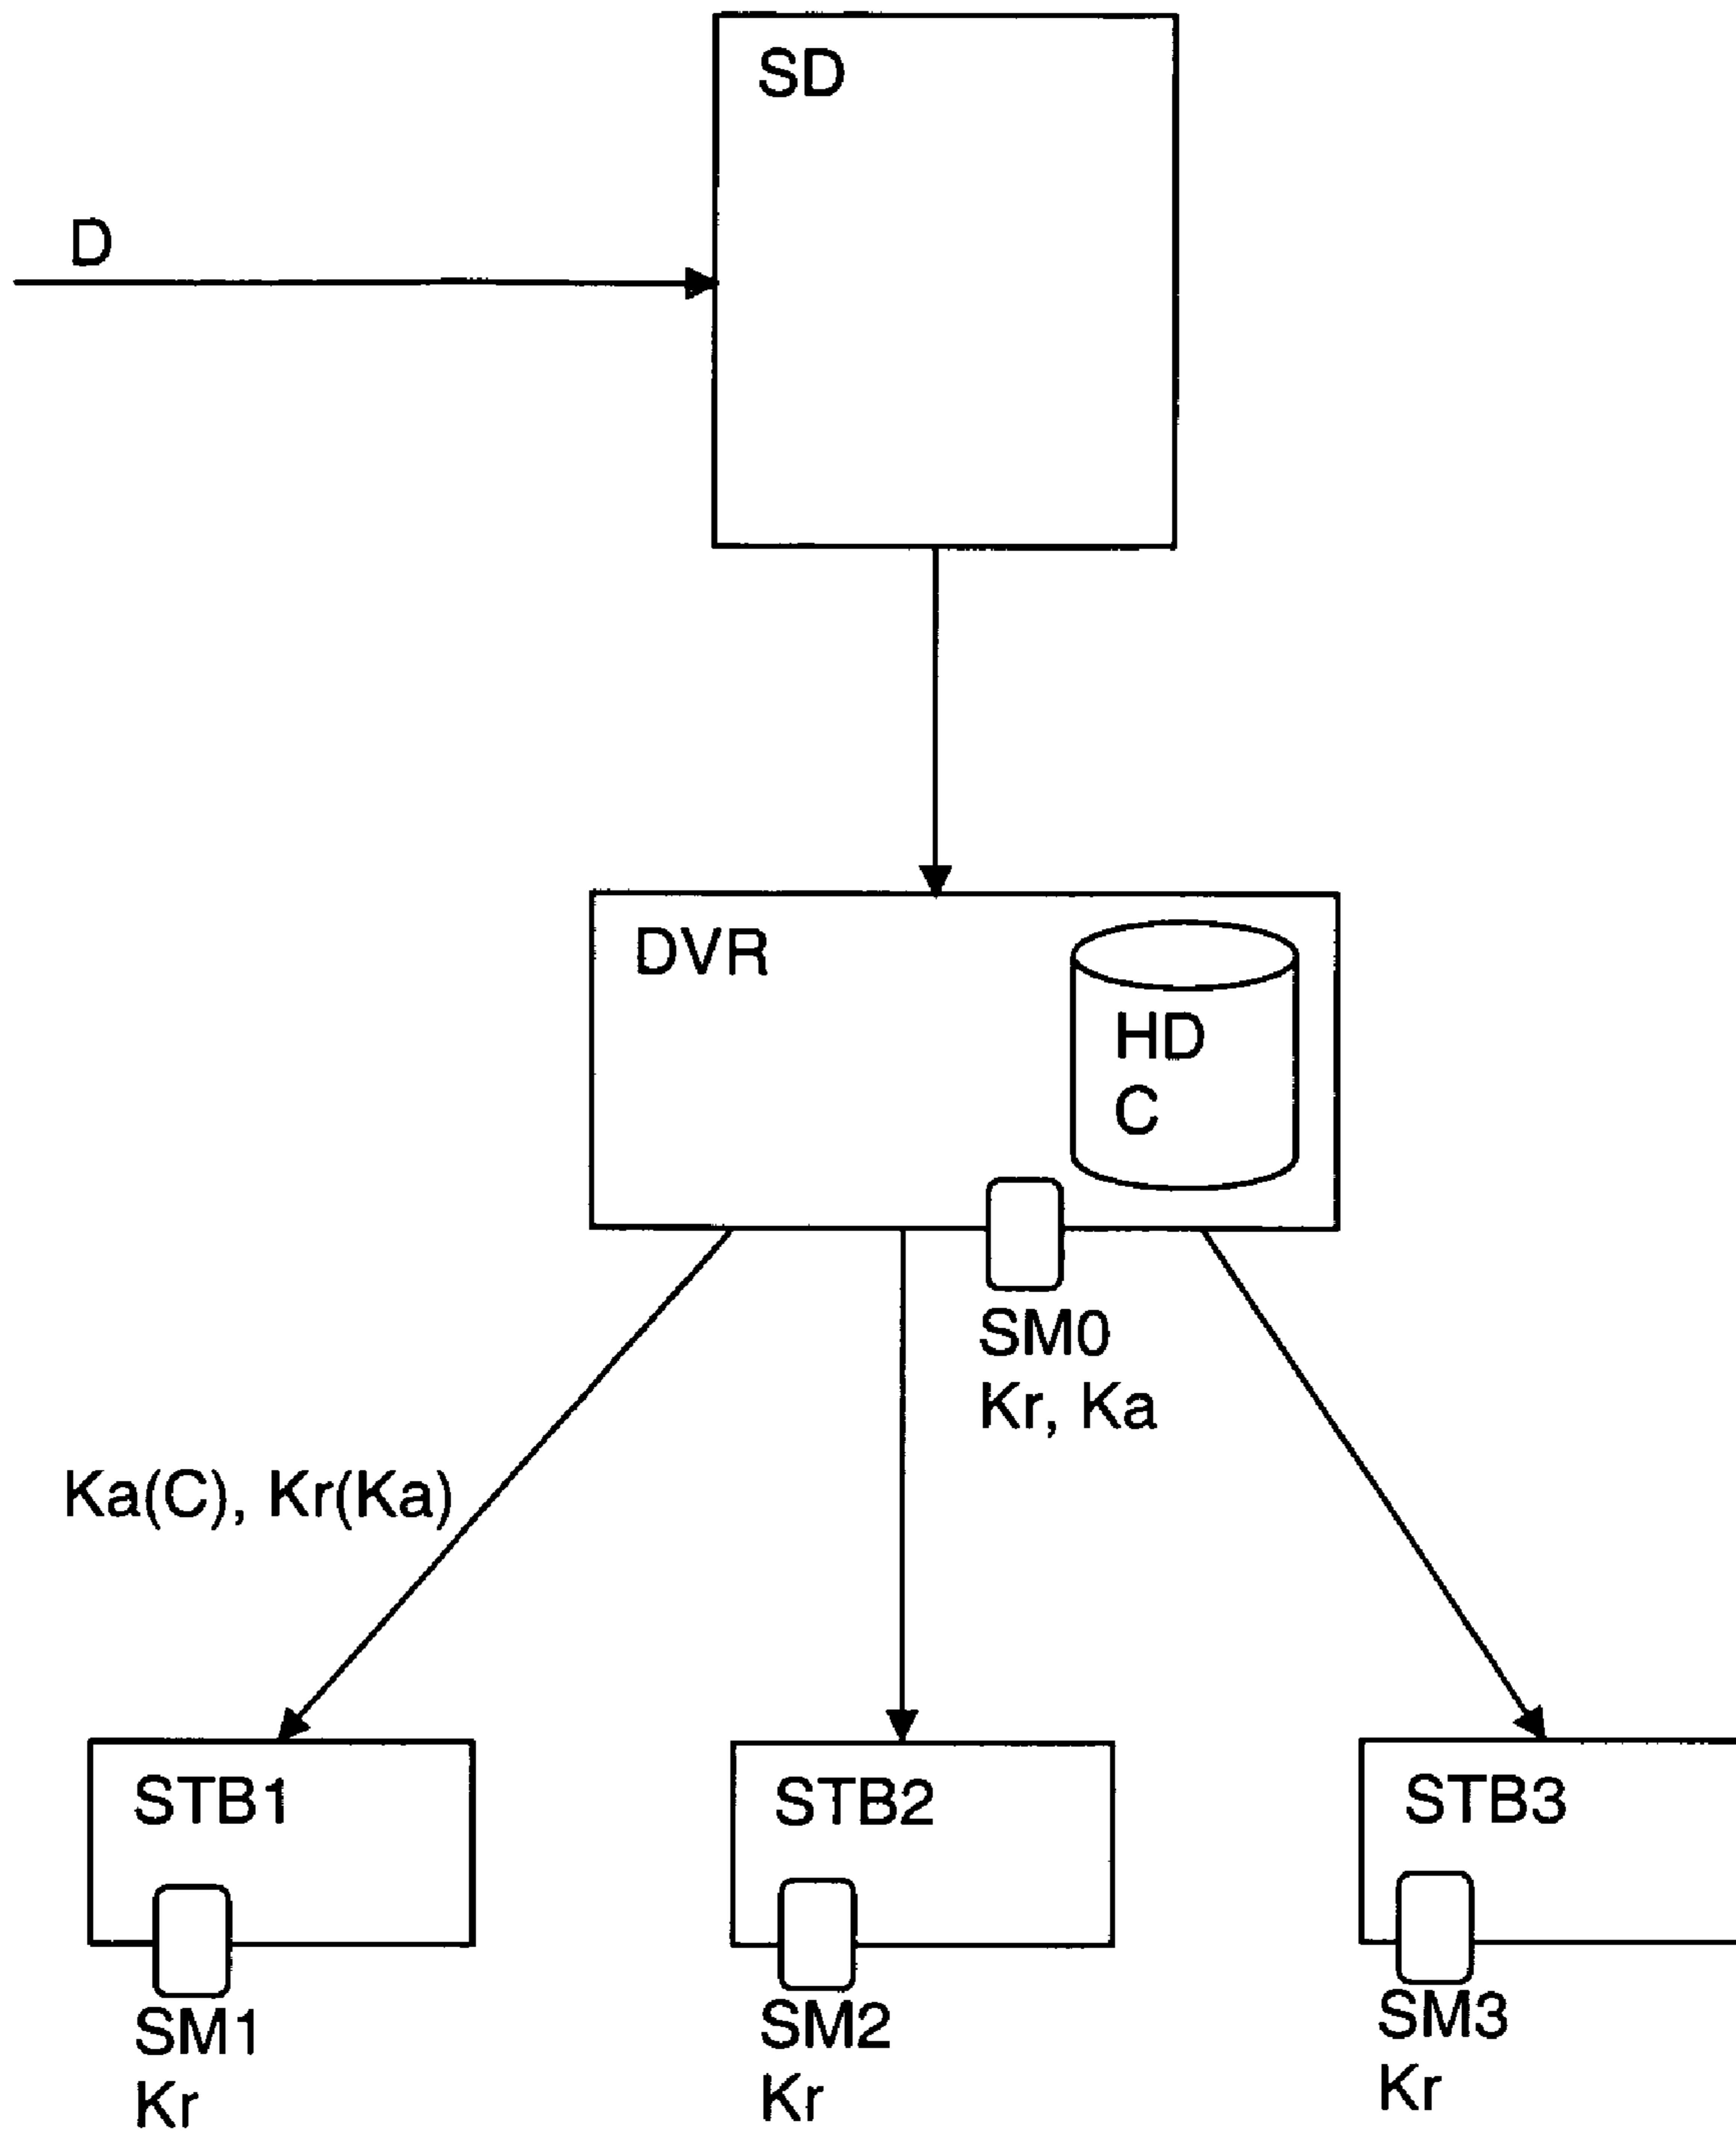 SD
D
DVR
HD
C
SM0
Kr, Ka
Ka(C), Kr(Ka)
STB1
STB2
STB3
SM1
Kr
SM2
Kr
SM3
Kr